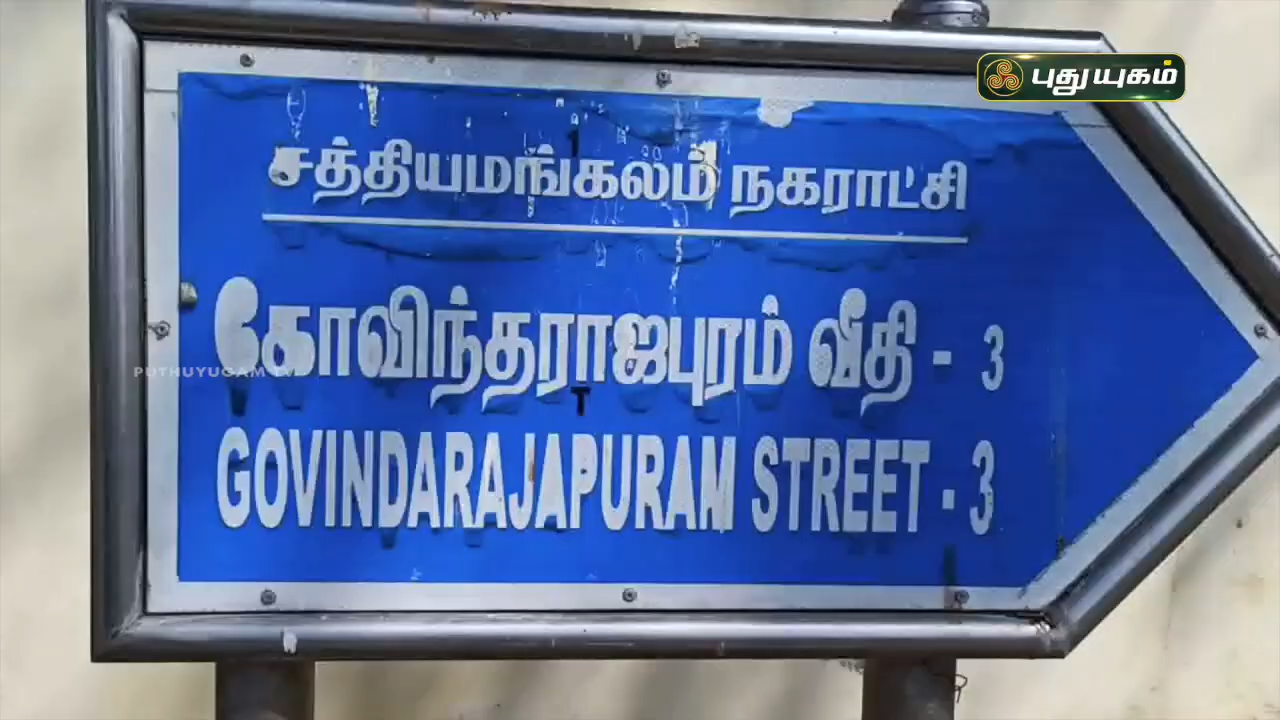 புதுயுகம்
சத்தியமங்கலம் நகராட்சி
கோவிந்தராஜபுரம் வீதி - 3
PUTHUYUGAM TV
GOVINDARAJAPURAM STREET - 3